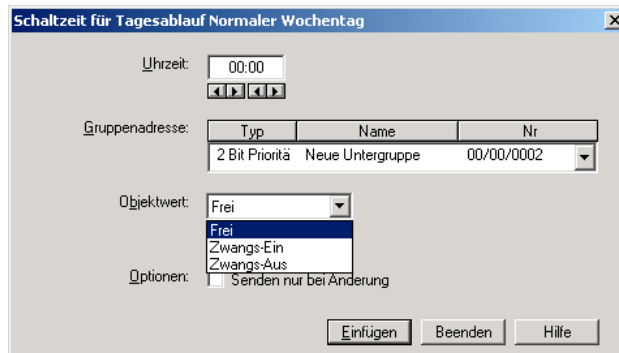 Schaltzeit für Tagesablauf Normaler Wochentag
Uhrzeit: 00:00
Gruppenadresse: Typ Name Nr
2 Bit Prioritä Neue Untergruppe 00/00/0002
Objektwert: Frei
Frei
Zwangs-Ein
Zwangs-Aus
Optionen: Senden nur bei Änderung
Einfügen Beenden Hilfe